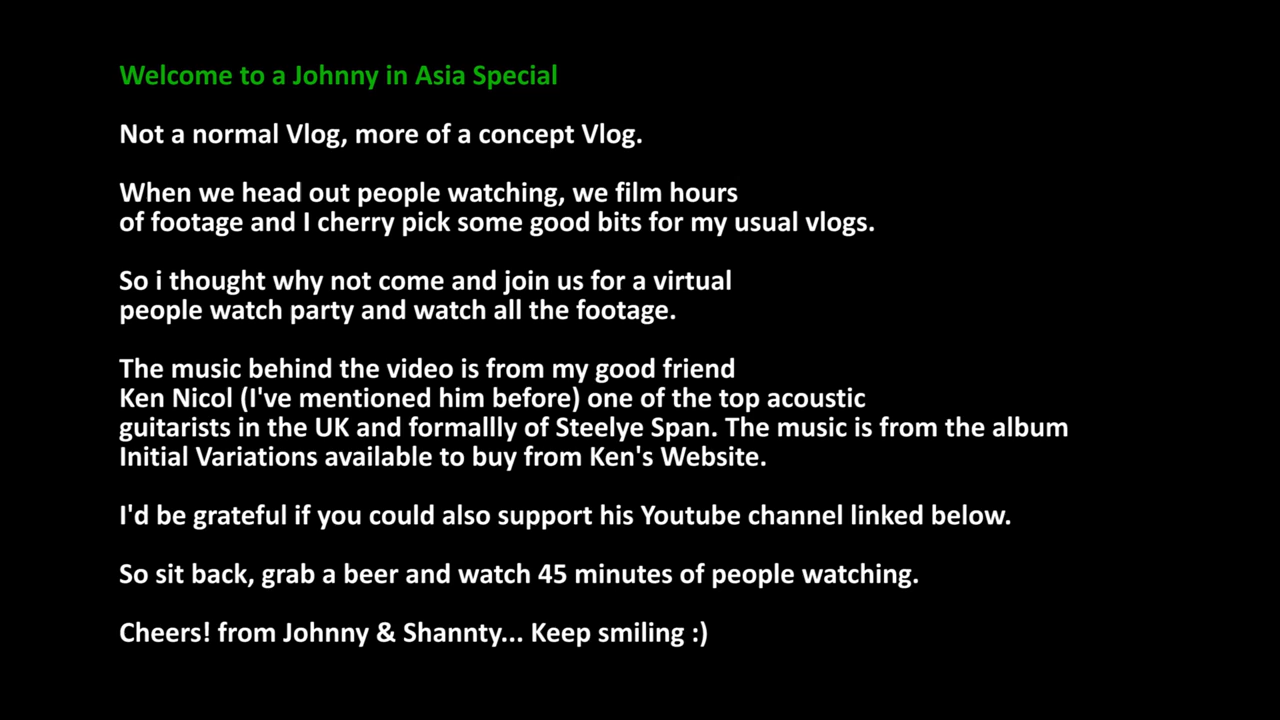 Welcome to a Johnny in Asia Special
Not a normal Vlog, more of a concept Vlog.
When we head out people watching, we film hours
of footage and I cherry pick some good bits for my usual vlogs.
So i thought why not come and join us for a virtual
people watch party and watch all the footage.
The music behind the video is from my good friend
Ken Nicol (I've mentioned him before) one of the top acoustic
guitarists in the UK and formallly of Steelye Span. The music is from the album
Initial Variations available to buy from Ken's Website.
I'd be grateful if you could also support his Youtube channel linked below.
So sit back, grab a beer and watch 45 minutes of people watching.
Cheers! from Johnny & Shannty... Keep smiling :)